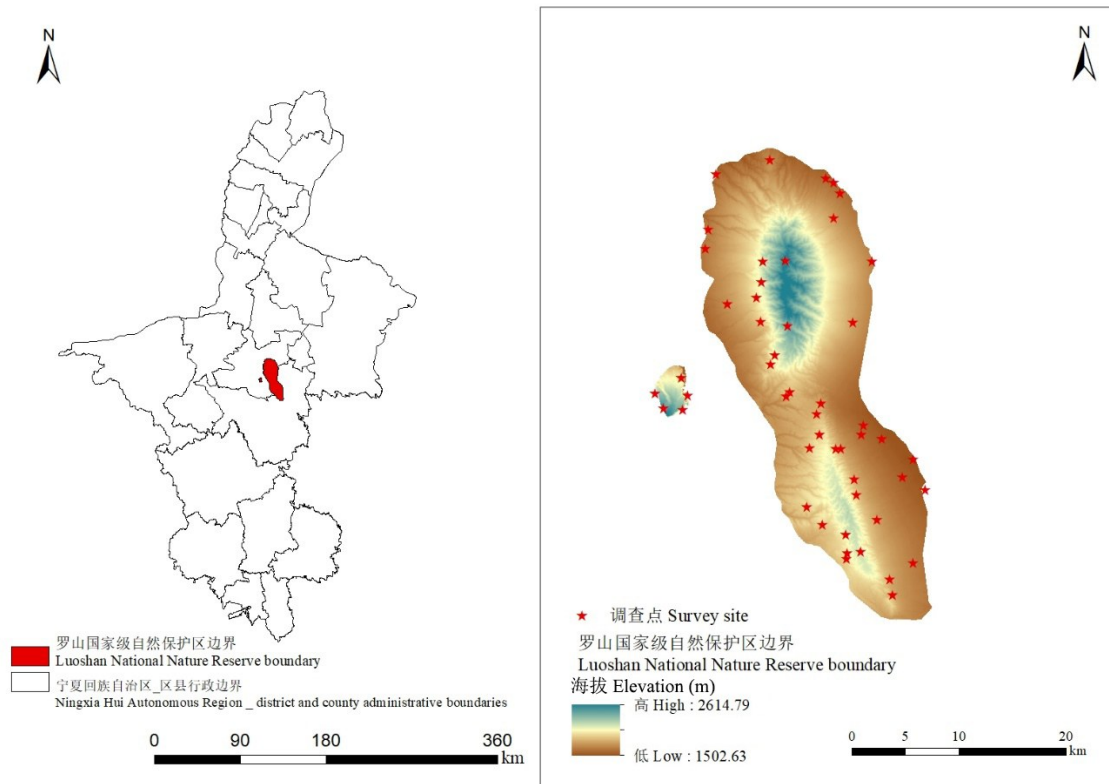 N
罗山国家级自然保护区边界
Luoshan National Nature Reserve boundary
宁夏回族自治区_区县行政边界
Ningxia Hui Autonomous Region _ district and county administrative boundaries
0 90 180 360
km
N
调查点 Survey site
罗山国家级自然保护区边界
Luoshan National Nature Reserve boundary
海拔 Elevation (m)
高 High : 2614.79
低 Low : 1502.63
0 5 10 20
km